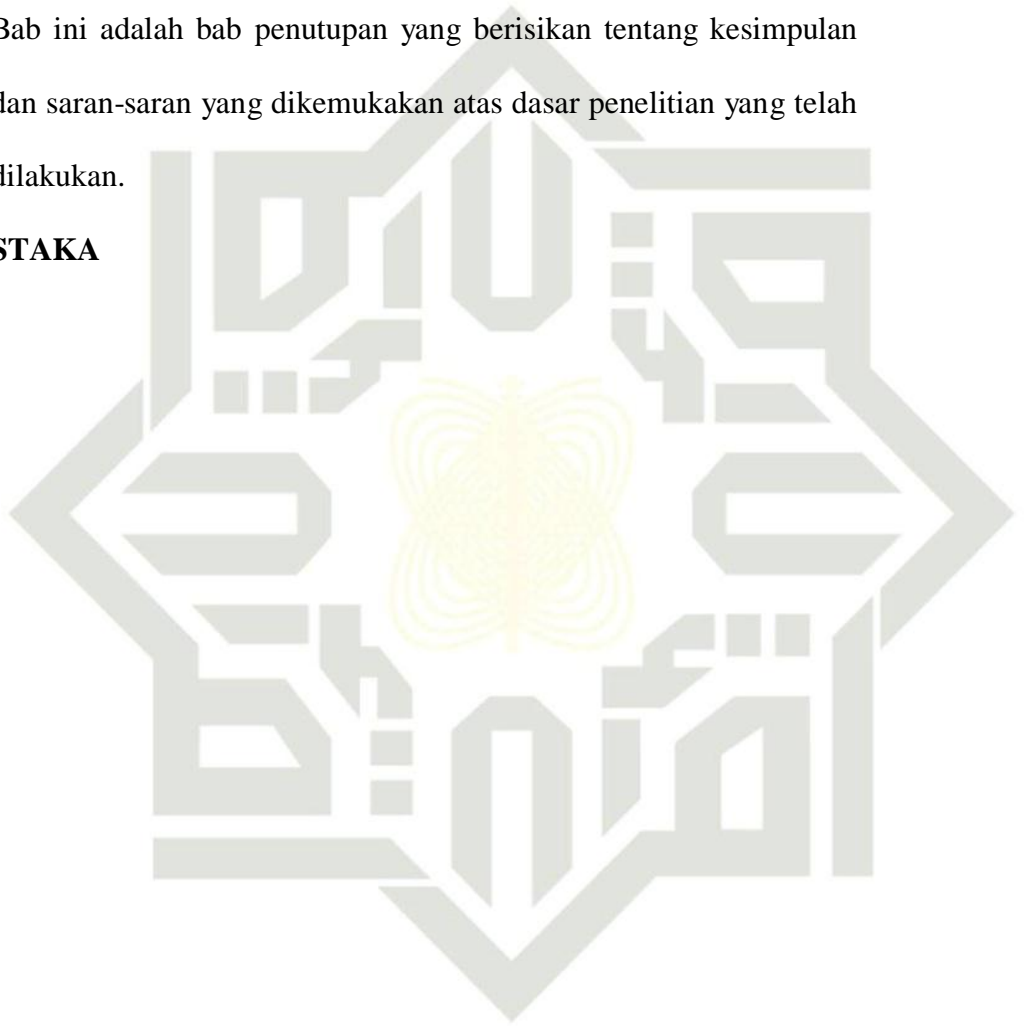 Bab ini adalah bab penutupan yang berisikan tentang kesimpulan
dan saran-saran yang dikemukakan atas dasar penelitian yang telah
dilakukan.
STAKA